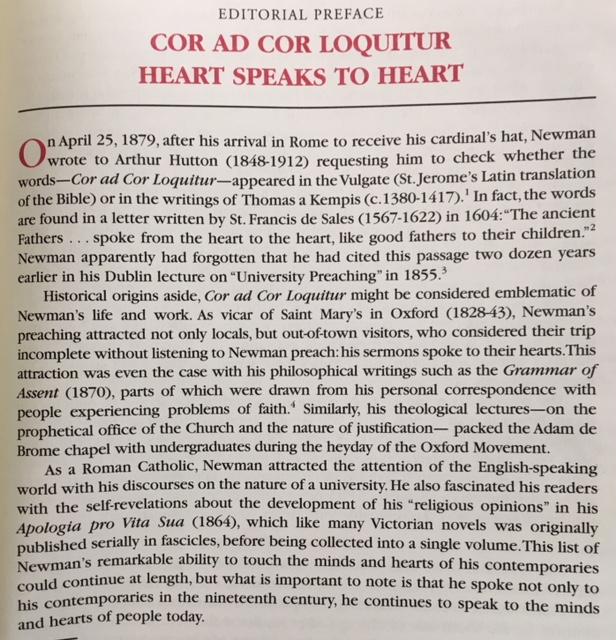 EDITORIAL PREFACE
COR AD COR LOQUITUR
HEART SPEAKS TO HEART
On April 25, 1879, after his arrival in Rome to receive his cardinal's hat, Newman
wrote to Arthur Hutton (1848-1912) requesting him to check whether the
words—Cor ad Cor Loquitur—appeared in the Vulgate (St. Jerome's Latin translation
of the Bible) or in the writings of Thomas a Kempis (c.1380-1417).1 In fact, the words
are found in a letter written by St. Francis de Sales (1567-1622) in 1604: "The ancient
Fathers . . . spoke from the heart to the heart, like good fathers to their children."2
Newman apparently had forgotten that he had cited this passage two dozen years
earlier in his Dublin lecture on "University Preaching" in 1855.3
Historical origins aside, Cor ad Cor Loquitur might be considered emblematic of
Newman's life and work. As vicar of Saint Mary's in Oxford (1828-43), Newman's
preaching attracted not only locals, but out-of-town visitors, who considered their trip
incomplete without listening to Newman preach: his sermons spoke to their hearts. This
attraction was even the case with his philosophical writings such as the Grammar of
Assent (1870), parts of which were drawn from his personal correspondence with
people experiencing problems of faith.4 Similarly, his theological lectures—on the
prophetical office of the Church and the nature of justification— packed the Adam de
Brome chapel with undergraduates during the heyday of the Oxford Movement.
As a Roman Catholic, Newman attracted the attention of the English-speaking
world with his discourses on the nature of a university. He also fascinated his readers
with the self-revelations about the development of his "religious opinions" in his
Apologia pro Vita Sua (1864), which like many Victorian novels was originally
published serially in fascicles, before being collected into a single volume. This list of
Newman's remarkable ability to touch the minds and hearts of his contemporaries
could continue at length, but what is important to note is that he spoke not only to
his contemporaries in the nineteenth century, he continues to speak to the minds
and hearts of people today.